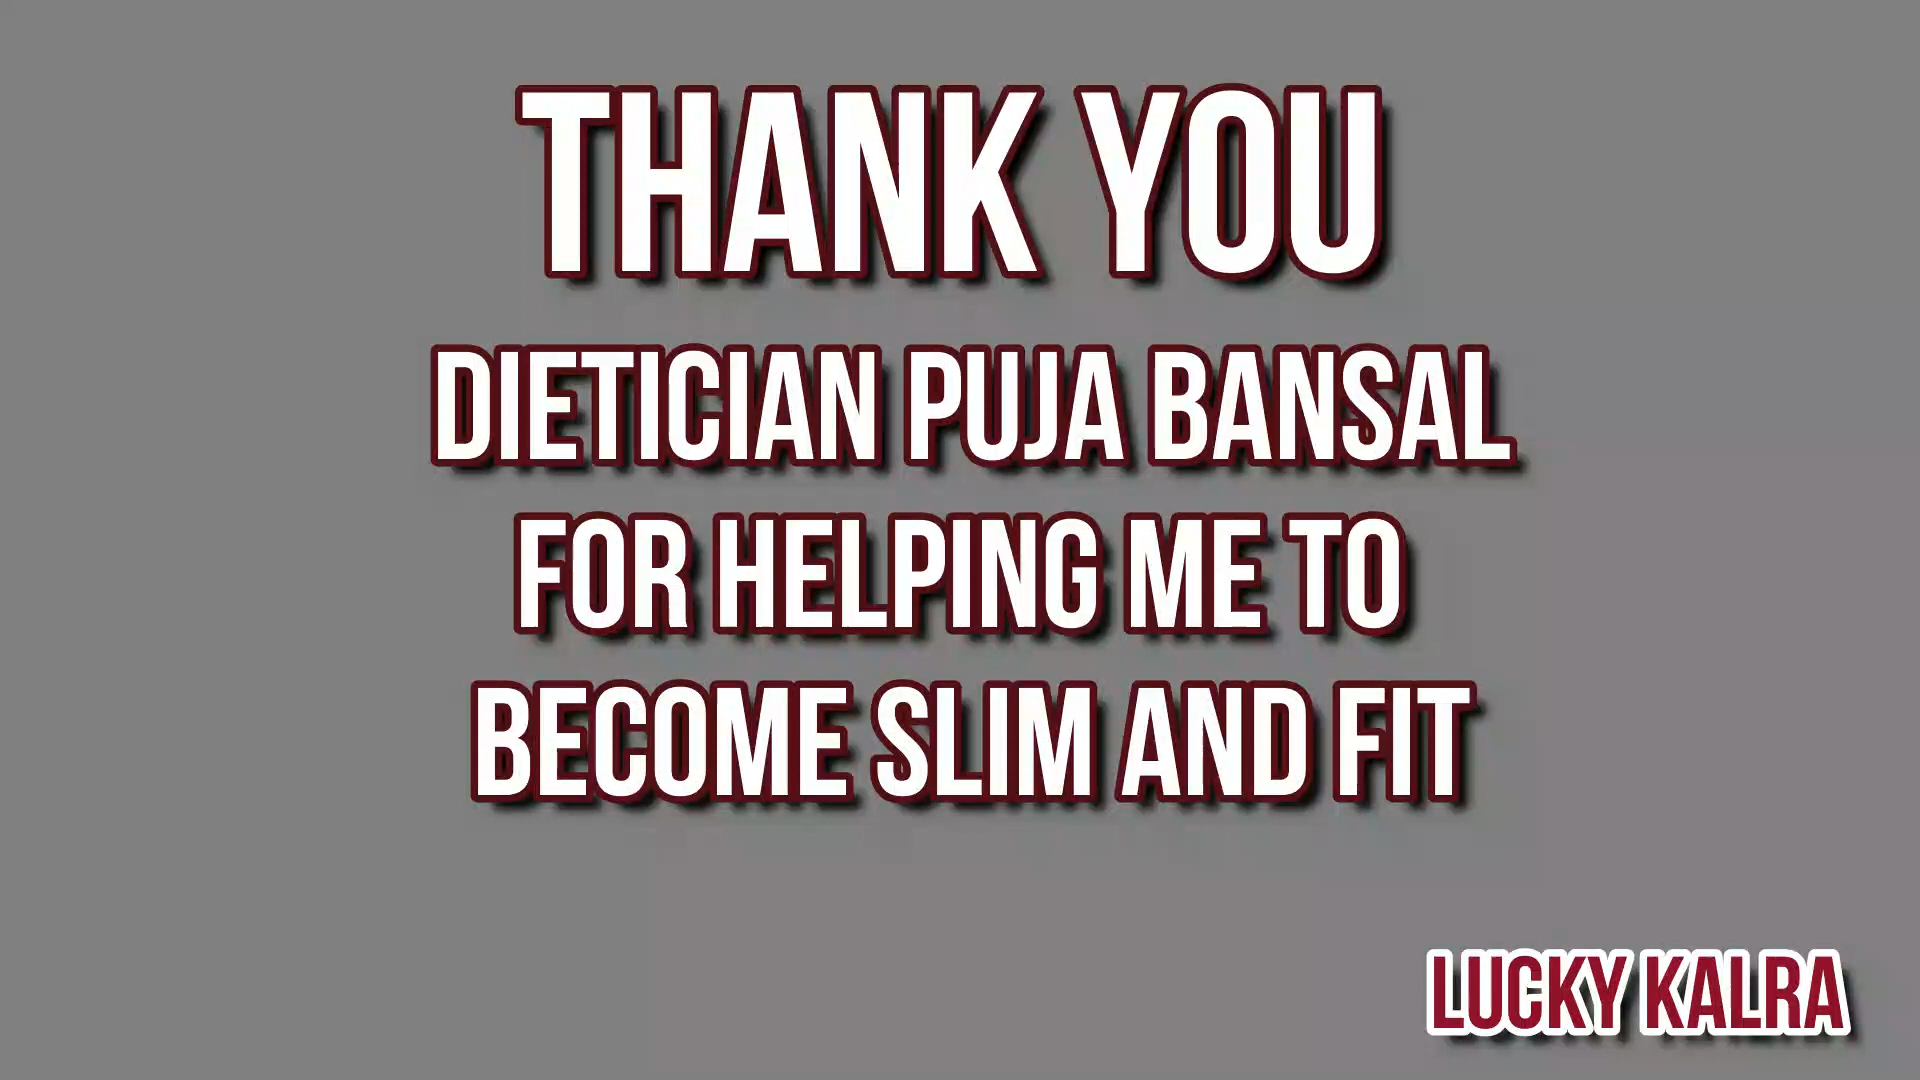 THANK YOU
DIETICIAN PUJA BANSAL
FOR HELPING ME TO
BECOME SLIM AND FIT
LUCKY KALRA